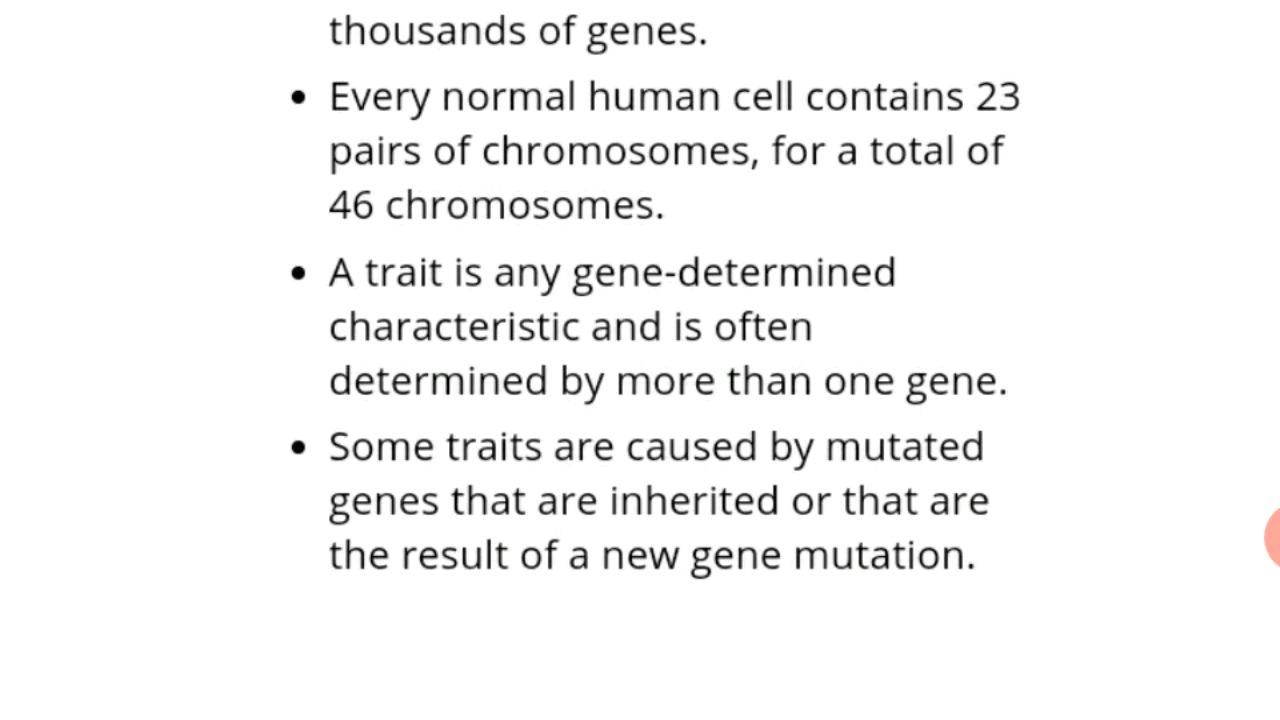 thousands of genes.
• Every normal human cell contains 23
pairs of chromosomes, for a total of
46 chromosomes.
• A trait is any gene-determined
characteristic and is often
determined by more than one gene.
• Some traits are caused by mutated
genes that are inherited or that are
the result of a new gene mutation.